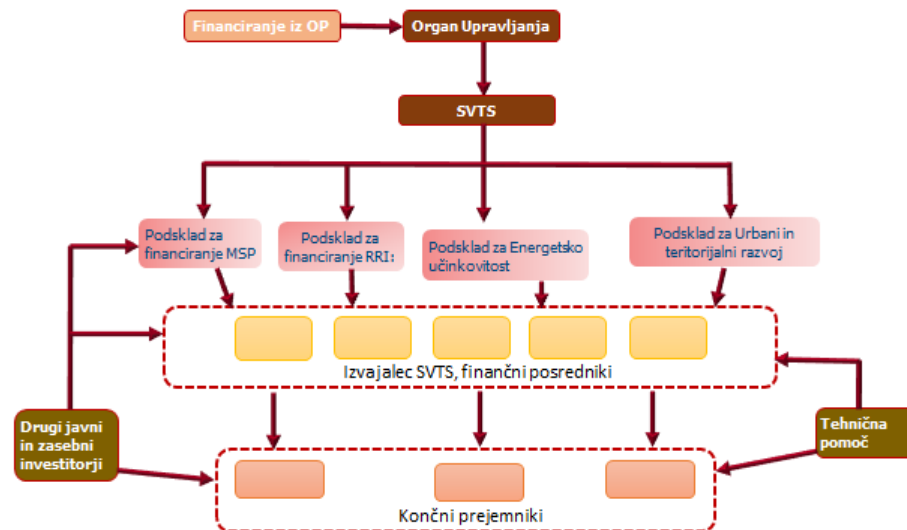 Financiranje iz OP
Organ Upravljanja
SVTS
Podsklad za
financiranje MSP
Podsklad za
financiranje RRI:
Podsklad za Energetsko
učinkovitost
Podsklad za Urbani in
teritorijalni razvoj
Izvajalec SVTS, finančni posredniki
Drugi javni
in zasebni
investitorji
Tehnična
pomoč
Končni prejemniki